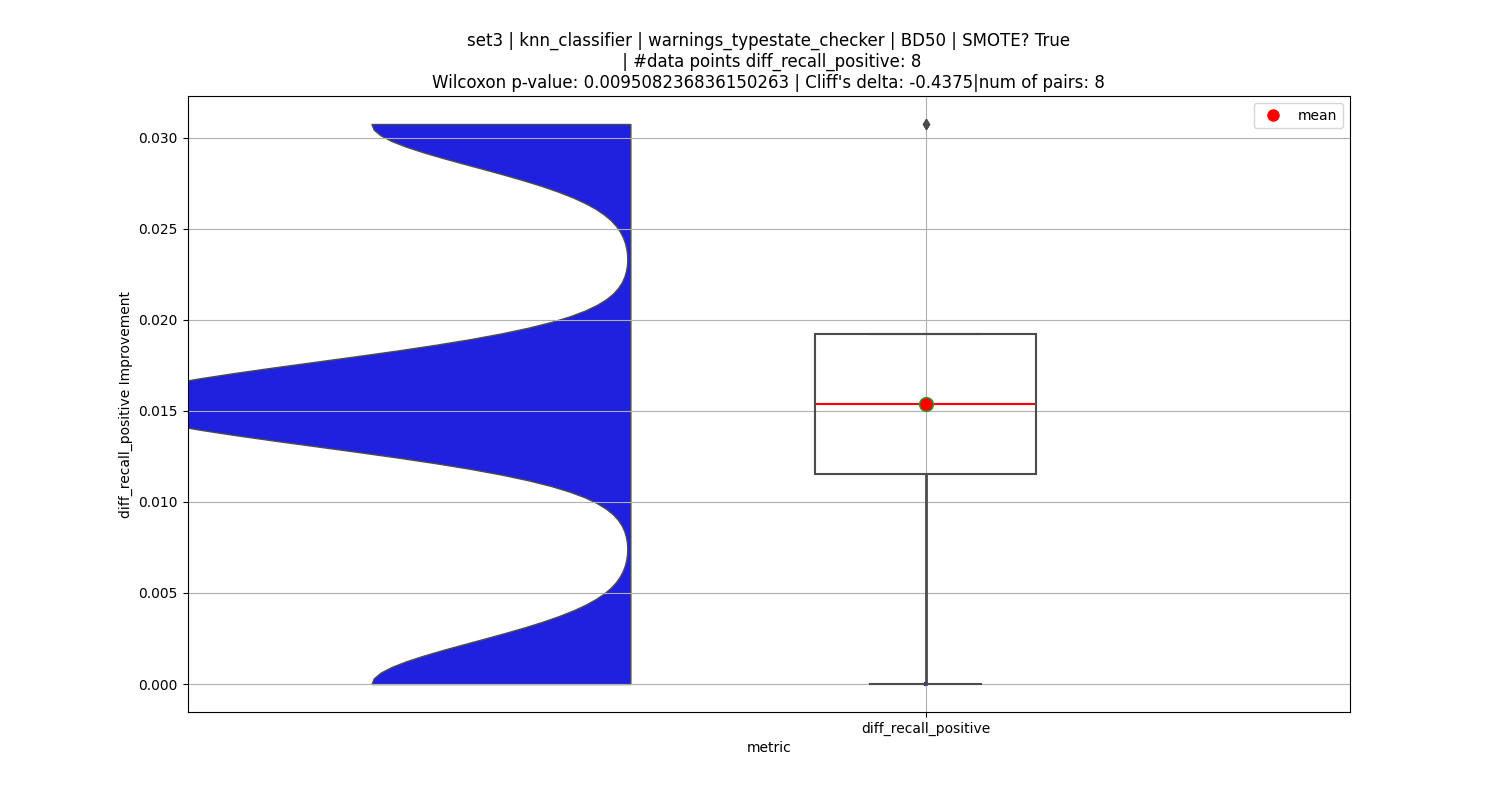 set3 | knn_classifier | warnings_typestate_checker | BD50 | SMOTE? True
| #data points diff_recall_positive: 8
Wilcoxon p-value: 0.009508236836150263 | Cliff's delta: -0.4375|num of pairs: 8
mean
0.030
0.025
0.020
0.015
0.010
0.005
0.000
diff_recall_positive Improvement
diff_recall_positive
metric